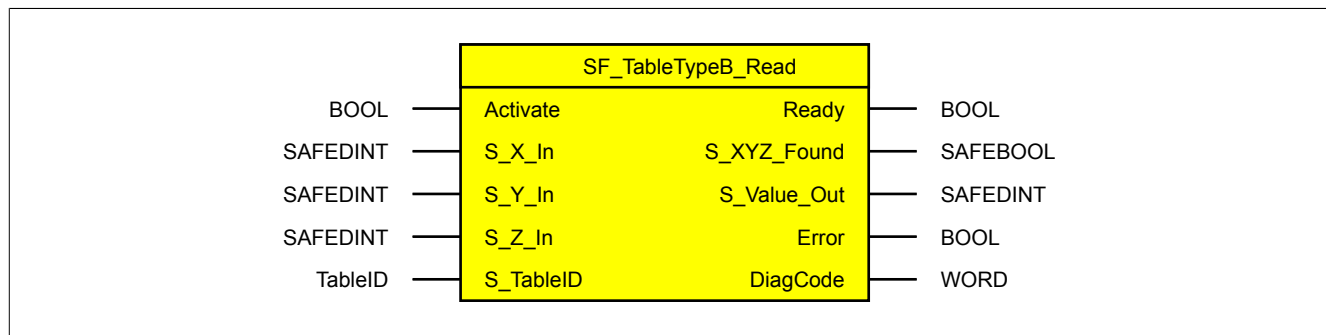 SF_TableTypeB_Read
BOOL Activate Ready BOOL
SAFEDINT S_X_In S_XYZ_Found SAFEBOOL
SAFEDINT S_Y_In S_Value_Out SAFEDINT
SAFEDINT S_Z_In Error BOOL
TableID S_TableID DiagCode WORD